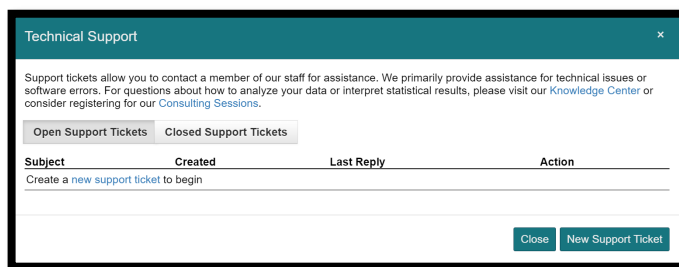 Technical Support ×
Support tickets allow you to contact a member of our staff for assistance. We primarily provide assistance for technical issues or
software errors. For questions about how to analyze your data or interpret statistical results, please visit our Knowledge Center or
consider registering for our Consulting Sessions.
Open Support Tickets Closed Support Tickets
Subject Created Last Reply Action
Create a new support ticket to begin
Close New Support Ticket